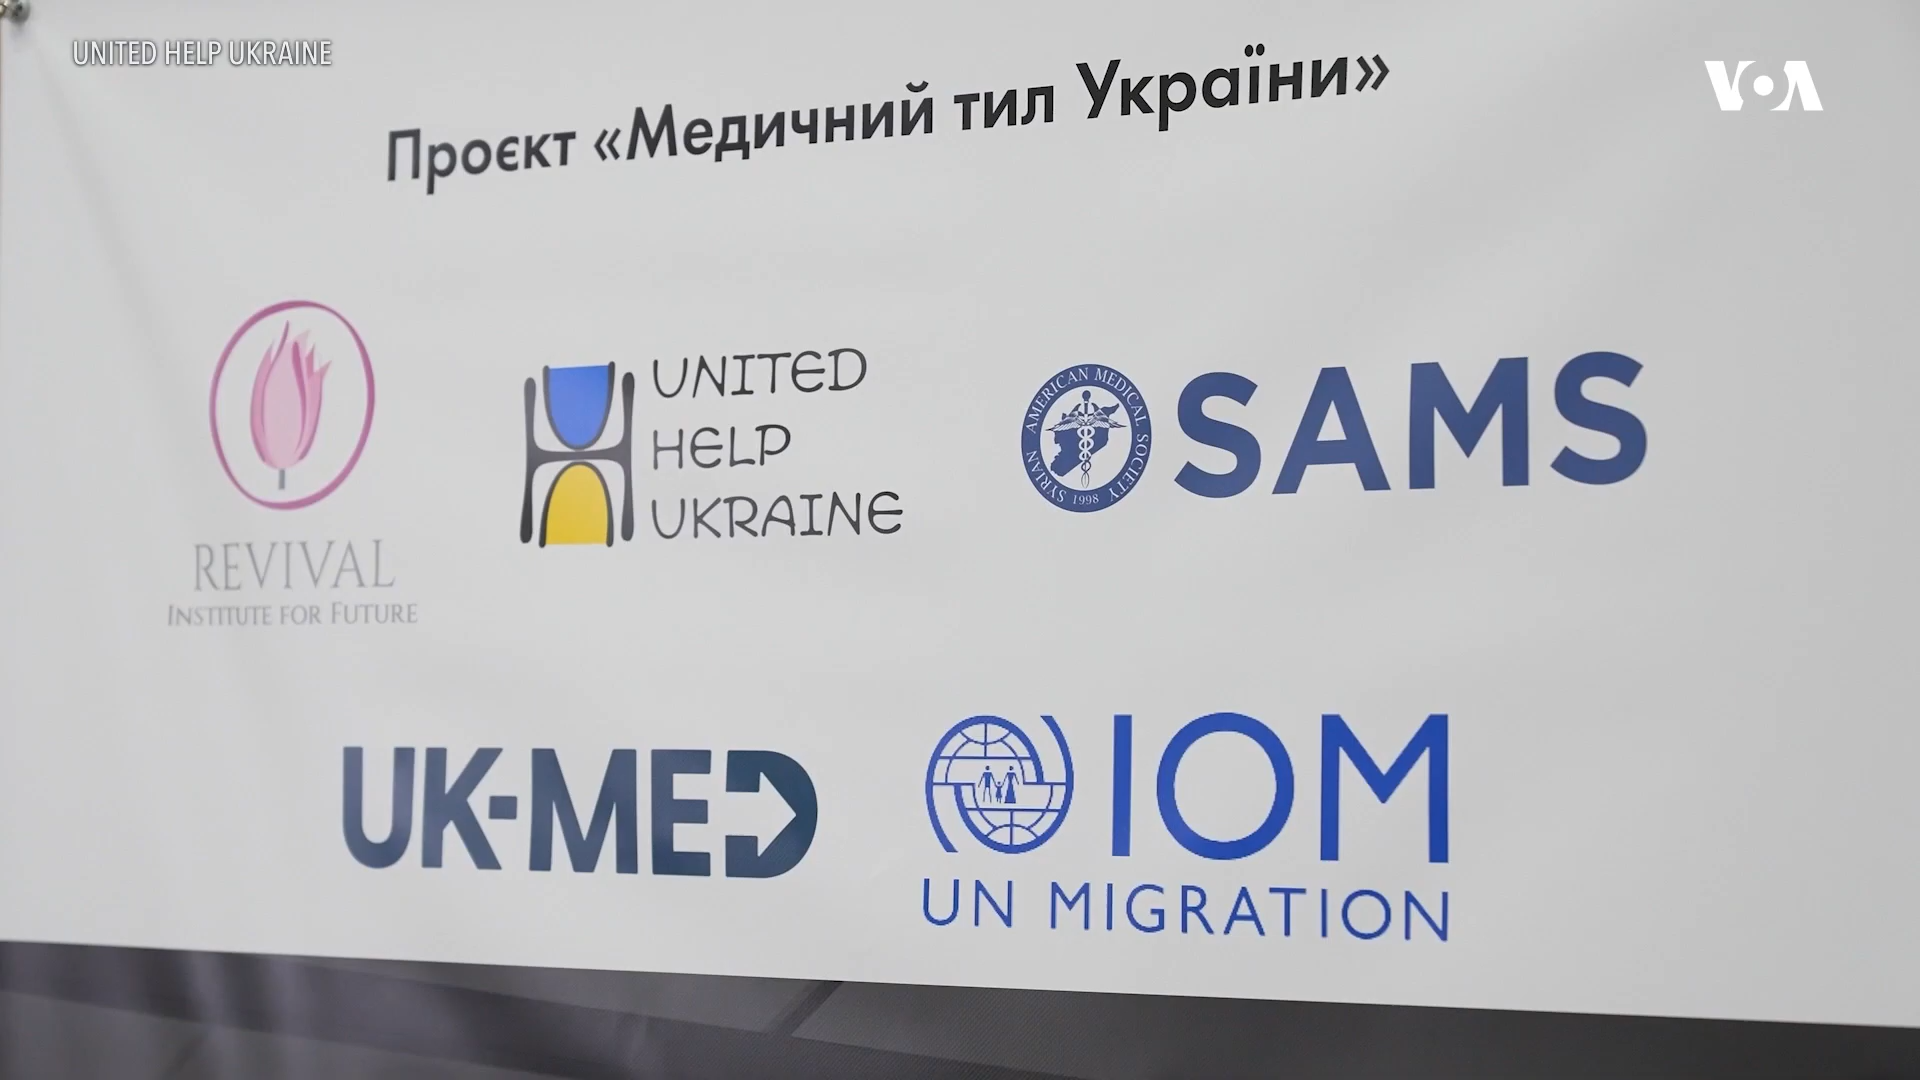 UNITED HELP UKRAINE
VOA
Проєкт «Медичний тил України»
REVIVAL
INSTITUTE FOR FUTURE
UNITED
HELP
UKRAINE
SYRIAN AMERICAN MEDICAL SOCIETY
1998
SAMS
UK-MED
IOM
UN MIGRATION